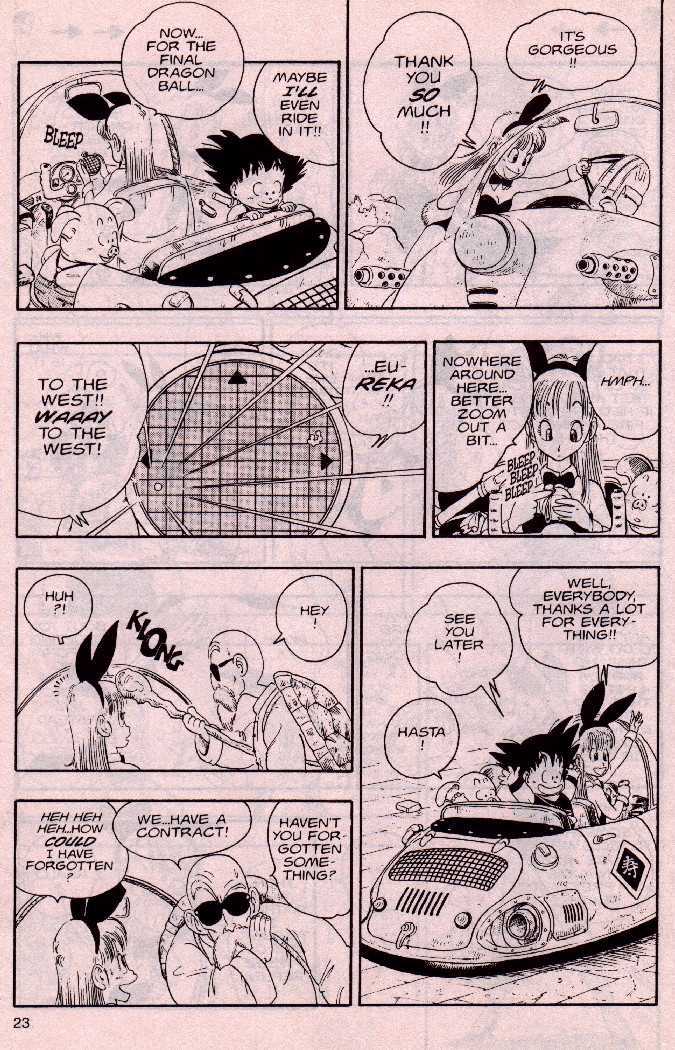 IT'S
GORGEOUS
!!
THANK
YOU
SO
MUCH
!!
MAYBE
I'LL
EVEN
RIDE
IN IT!!
NOW...
FOR THE
FINAL
DRAGON
BALL...
BLEEP
HMPH...
NOWHERE
AROUND
HERE...
BETTER
ZOOM
OUT A
BIT...
BLEEP
BLEEP
BLEEP
...EU-
REKA
!!
TO THE
WEST!!
WAAAY
TO THE
WEST!
WELL,
EVERYBODY,
THANKS A LOT
FOR EVERY-
THING!!
SEE
YOU
LATER
!
HASTA
!
HEY
!
KLONG
HUH
?!
HAVEN'T
YOU FOR-
GOTTEN
SOME-
THING?
WE...HAVE A
CONTRACT!
HEH HEH
HEH..HOW
COULD
I HAVE
FORGOTTEN
?
23